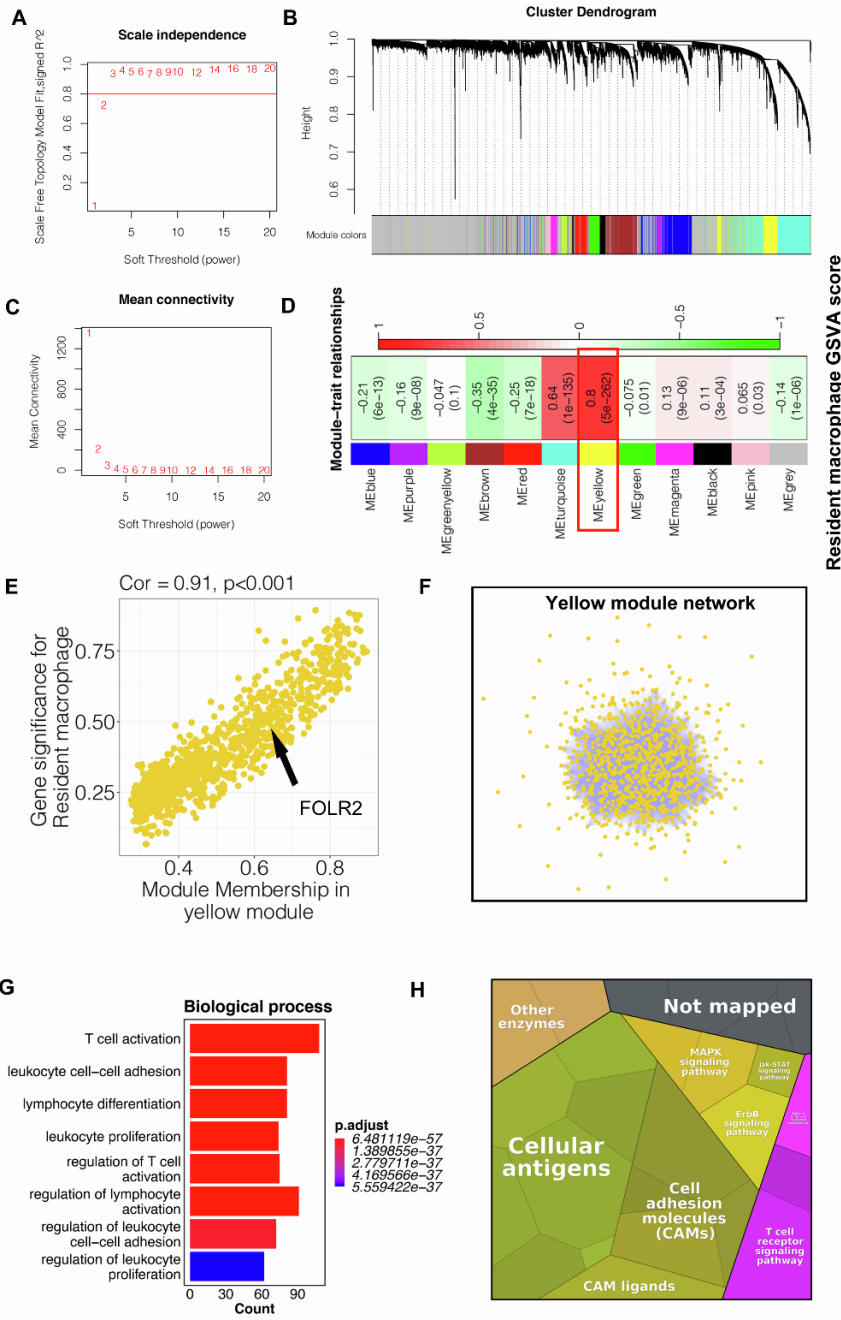 A
Scale independence
Scale Free Topology Model Fit,signed R^2
1.0
0.8
0.6
0.4
0.2
1
2
3 4 5 6 7 8 9 10 12 14 16 18 20
5 10 15 20
Soft Threshold (power)
B
Cluster Dendrogram
Height
1.0
0.9
0.8
0.7
0.6
Module colors
C
Mean connectivity
Mean Connectivity
1200
800
400
0
1
2
3 4 5 6 7 8 9 10 12 14 16 18 20
5 10 15 20
Soft Threshold (power)
D
Module−trait relationships
1 0.5 0 −0.5 −1
−0.21 (6e−13)
−0.16 (9e−08)
−0.047 (0.1)
−0.35 (4e−35)
−0.25 (7e−18)
0.64 (1e−135)
0.8 (5e−262)
−0.075 (0.01)
0.13 (9e−06)
0.11 (3e−04)
0.065 (0.03)
−0.14 (1e−06)
MEblue
MEpurple
MEgreenyellow
MEbrown
MEred
MEturquoise
MEyellow
MEgreen
MEmagenta
MEblack
MEpink
MEgrey
Resident macrophage GSVA score
E
Cor = 0.91, p<0.001
Gene significance for
Resident macrophage
0.75
0.50
0.25
FOLR2
0.4 0.6 0.8
Module Membership in
yellow module
F
Yellow module network
G
Biological process
T cell activation
leukocyte cell−cell adhesion
lymphocyte differentiation
leukocyte proliferation
regulation of T cell
activation
regulation of lymphocyte
activation
regulation of leukocyte
cell−cell adhesion
regulation of leukocyte
proliferation
0 30 60 90
Count
p.adjust
6.481119e−57
1.389855e−37
2.779711e−37
4.169566e−37
5.559422e−37
H
Other
enzymes
Not mapped
MAPK
signaling
pathway
Jak-STAT
signaling
pathway
ErbB
signaling
pathway
Cellular
antigens
Cell
adhesion
molecules
(CAMs)
T cell
receptor
signaling
pathway
CAM ligands